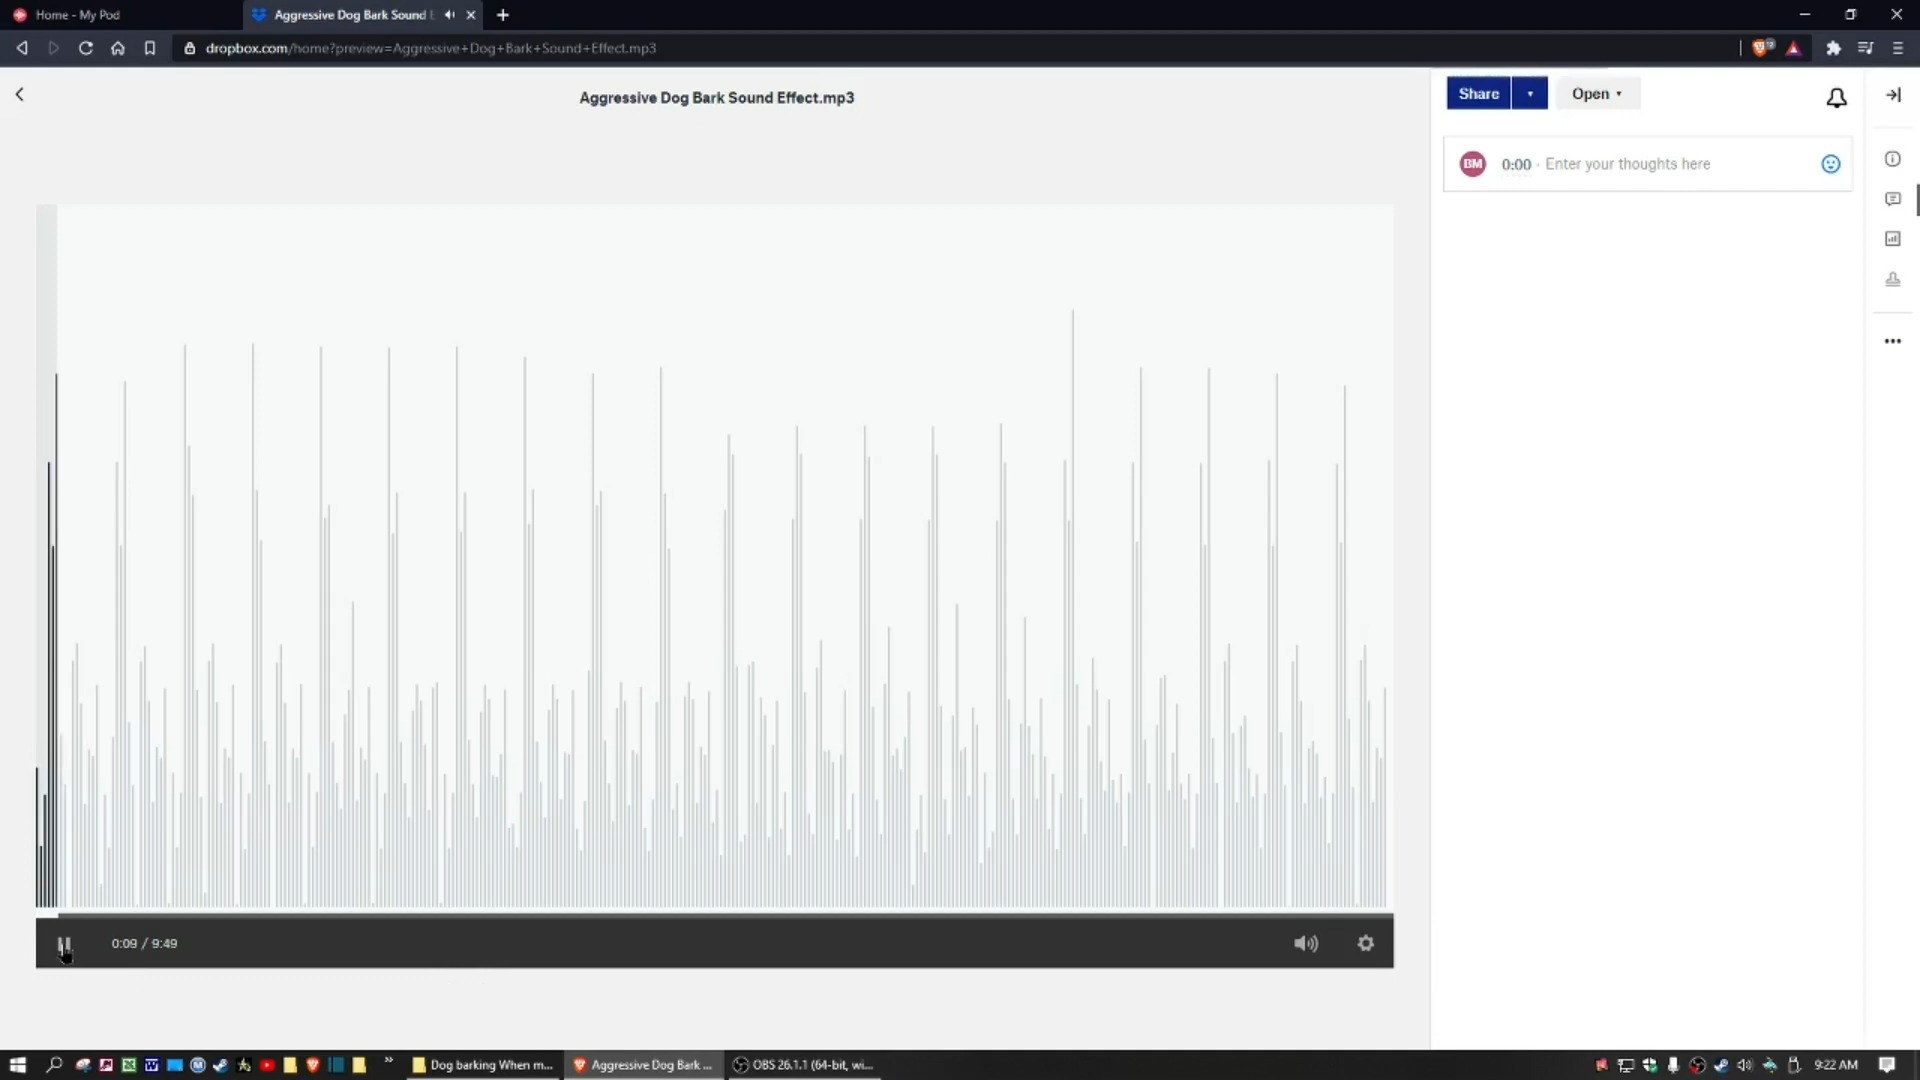 Home - My Pod
Aggressive Dog Bark Sound E
dropbox.com/home?preview=Aggressive+Dog+Bark+Sound+Effect.mp3
Aggressive Dog Bark Sound Effect.mp3
Share
Open
BM 0:00 · Enter your thoughts here
0:09 / 9:49
Dog barking When m...
Aggressive Dog Bark ...
OBS 26.1.1 (64-bit, wi...
9:22 AM